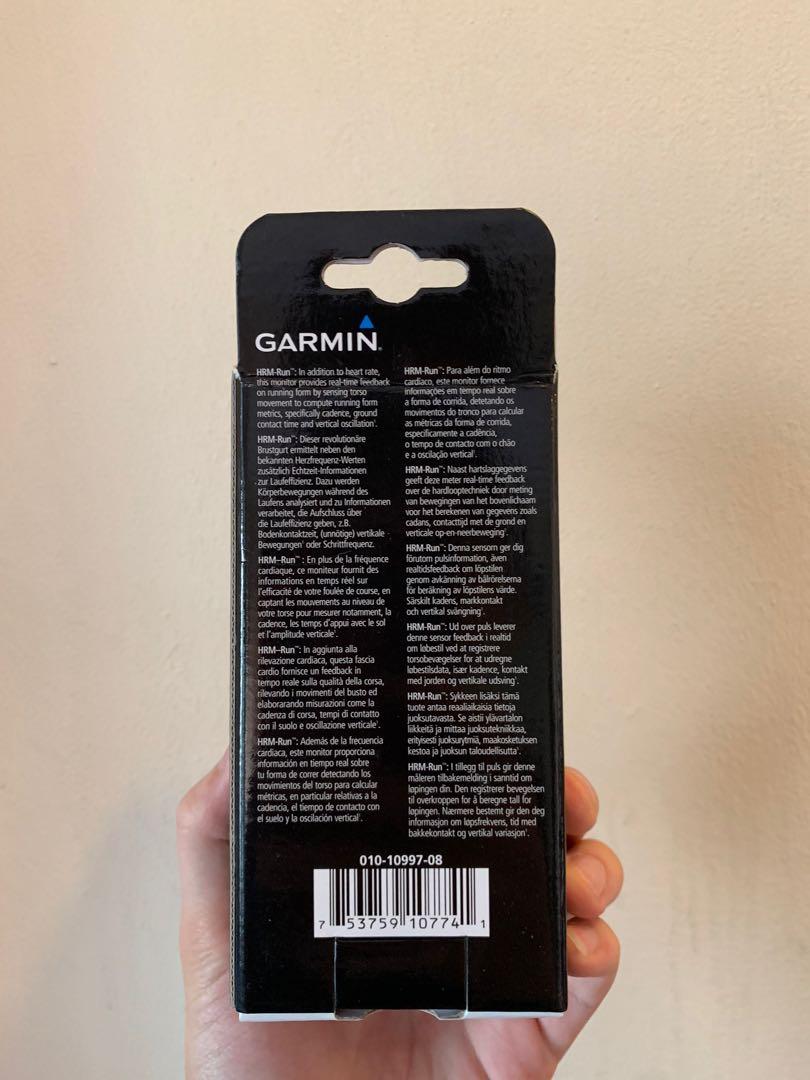 GARMIN®
HRM-Run™: In addition to heart rate,
this monitor provides real-time feedback
on running form by sensing torso
movement to compute running form
metrics, specifically cadence, ground
contact time and vertical oscillation¹.
HRM-Run™: Dieser revolutionäre
Brustgurt ermittelt neben den
bekannten Herzfrequenz-Werten
zusätzlich Echtzeit-Informationen
zur Laufeffizienz. Dazu werden
Körperbewegungen während des
Laufens analysiert und zu Informationen
verarbeitet, die Aufschluss über
die Laufeffizienz geben, z.B.
Bodenkontaktzeit, (unnötige) vertikale
Bewegungen¹ oder Schrittfrequenz.
HRM–Run™ : En plus de la fréquence
cardiaque, ce moniteur fournit des
informations en temps réel sur
l'efficacité de votre foulée de course, en
captant les mouvements au niveau de
votre torse pour mesurer notamment, la
cadence, les temps d'appui avec le sol
et l'amplitude verticale¹.
HRM–Run™: In aggiunta alla
rilevazione cardiaca, questa fascia
cardio fornisce un feedback in
tempo reale sulla qualità della corsa,
rilevando i movimenti del busto ed
elaborarando misurazioni come la
cadenza di corsa, tempi di contatto
con il suolo e oscillazione verticale¹.
HRM-Run™: Además de la frecuencia
cardiaca, este monitor proporciona
información en tiempo real sobre
tu forma de correr detectando los
movimientos del torso para calcular
métricas, en particular relativas a la
cadencia, el tiempo de contacto con
el suelo y la oscilación vertical¹.
HRM-Run™: Para além do ritmo
cardíaco, este monitor fornece
informações em tempo real sobre
a forma de corrida, detetando os
movimentos do tronco para calcular
as métricas da forma de corrida,
especificamente a cadência,
o tempo de contacto com o chão
e a oscilação vertical¹.
HRM-Run™: Naast hartslaggegevens
geeft deze meter real-time feedback
over de hardlooptechniek door meting
van bewegingen van het bovenlichaam
voor het berekenen van gegevens zoals
cadans, contacttijd met de grond en
verticale op-en-neerbeweging¹.
HRM-Run™: Denna sensorn ger dig
förutom pulsinformation, även
realtidsfeedback om löpstilen
genom avkänning av bålrörelserna
för beräkning av löpstilens värde.
Särskilt kadens, markkontakt
och vertikal svängning¹.
HRM-Run™: Ud over puls leverer
denne sensor feedback i realtid
om løbestil ved at registrere
torsobevægelser for at udregne
løbestilsdata, især kadence, kontakt
med jorden og vertikale udsving¹.
HRM-Run™: Sykkeen lisäksi tämä
tuote antaa reaaliaikaisia tietoja
juoksutavasta. Se aistii ylävartalon
liikkeitä ja mittaa juoksutekniikkaa,
erityisesti juoksurytmiä, maakosketuksen
kestoa ja juoksun taloudellisutta¹.
HRM-Run™: I tillegg til puls gir denne
måleren tilbakemelding i sanntid om
løpingen din. Den registrerer bevegelsen
til overkroppen for å beregne tall for
løpingen. Nærmere bestemt gir den deg
informasjon om løpsfrekvens, tid med
bakkekontakt og vertikal variasjon¹.
010-10997-08
7 53759 10774 1